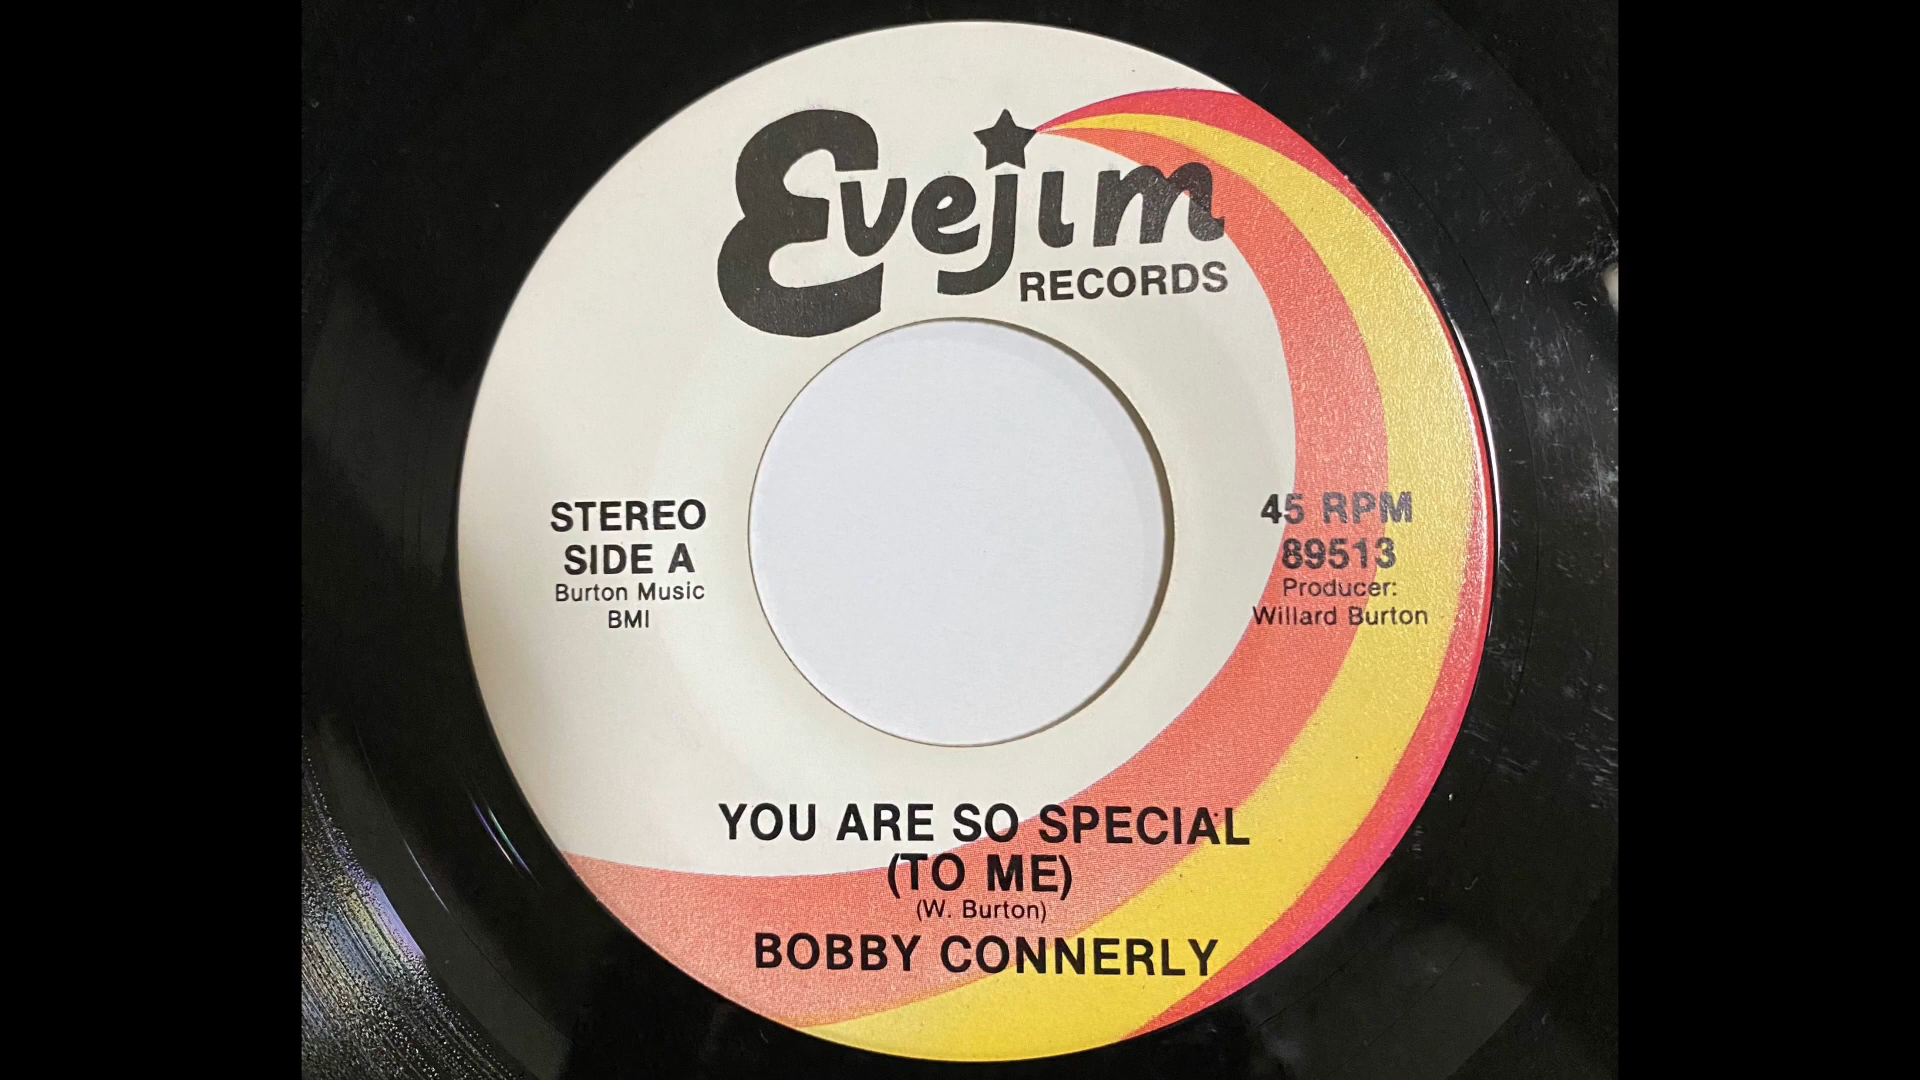 Evejim
RECORDS
STEREO
SIDE A
Burton Music
BMI
45 RPM
89513
Producer:
Willard Burton
YOU ARE SO SPECIAL
(TO ME)
(W. Burton)
BOBBY CONNERLY